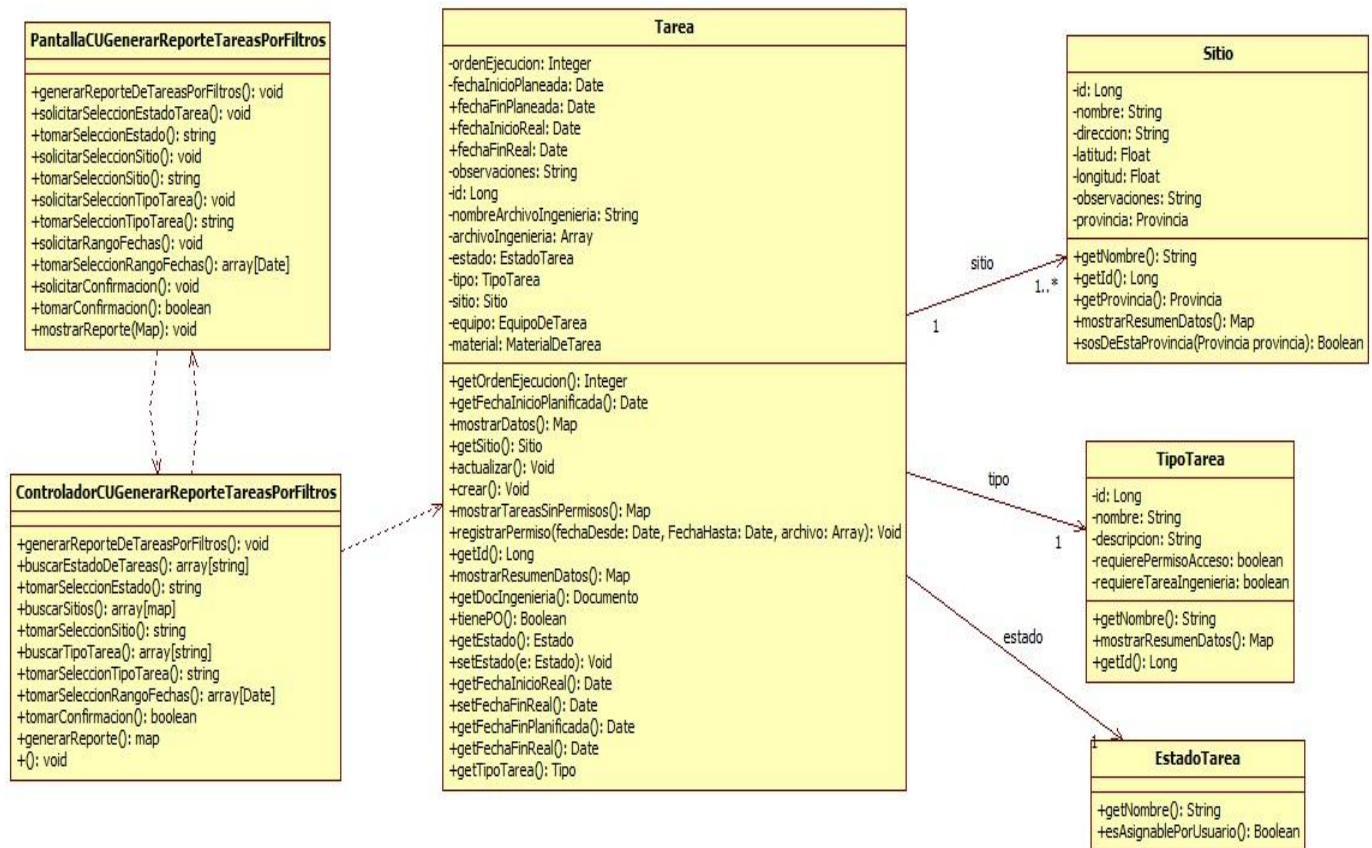 PantallaCUGenerarReporteTareasPorFiltros
+generarReporteDeTareasPorFiltros(): void
+solicitarSeleccionEstadoTarea(): void
+tomarSeleccionEstado(): string
+solicitarSeleccionSitio(): void
+tomarSeleccionSitio(): string
+solicitarSeleccionTipoTarea(): void
+tomarSeleccionTipoTarea(): string
+solicitarRangoFechas(): void
+tomarSeleccionRangoFechas(): array[Date]
+solicitarConfirmacion(): void
+tomarConfirmacion(): boolean
+mostrarReporte(Map): void
ControladorCUGenerarReporteTareasPorFiltros
+generarReporteDeTareasPorFiltros(): void
+buscarEstadoDeTareas(): array[string]
+tomarSeleccionEstado(): string
+buscarSitios(): array[map]
+tomarSeleccionSitio(): string
+buscarTipoTarea(): array[string]
+tomarSeleccionTipoTarea(): string
+tomarSeleccionRangoFechas(): array[Date]
+tomarConfirmacion(): boolean
+generarReporte(): map
+(): void
Tarea
-ordenEjecucion: Integer
-fechaInicioPlaneada: Date
+fechaFinPlaneada: Date
+fechaInicioReal: Date
+fechaFinReal: Date
-observaciones: String
-id: Long
-nombreArchivoIngenieria: String
-archivoIngenieria: Array
-estado: EstadoTarea
-tipo: TipoTarea
-sitio: Sitio
-equipo: EquipoDeTarea
-material: MaterialDeTarea
+getOrdenEjecucion(): Integer
+getFechaInicioPlanificada(): Date
+mostrarDatos(): Map
+getSitio(): Sitio
+actualizar(): Void
+crear(): Void
+mostrarTareasSinPermisos(): Map
+registrarPermiso(fechaDesde: Date, FechaHasta: Date, archivo: Array): Void
+getId(): Long
+mostrarResumenDatos(): Map
+getDocIngenieria(): Documento
+tienePO(): Boolean
+getEstado(): Estado
+setEstado(e: Estado): Void
+getFechaInicioReal(): Date
+setFechaFinReal(): Date
+getFechaFinPlanificada(): Date
+getFechaFinReal(): Date
+getTipoTarea(): Tipo
sitio
1..*
1
tipo
1
estado
1
Sitio
-id: Long
-nombre: String
-direccion: String
-latitud: Float
-longitud: Float
-observaciones: String
-provincia: Provincia
+getNombre(): String
+getId(): Long
+getProvincia(): Provincia
+mostrarResumenDatos(): Map
+sosDeEstaProvincia(Provincia provincia): Boolean
TipoTarea
-id: Long
-nombre: String
-descripcion: String
-requierePermisoAcceso: boolean
-requiereTareaIngenieria: boolean
+getNombre(): String
+mostrarResumenDatos(): Map
+getId(): Long
EstadoTarea
+getNombre(): String
+esAsignablePorUsuario(): Boolean